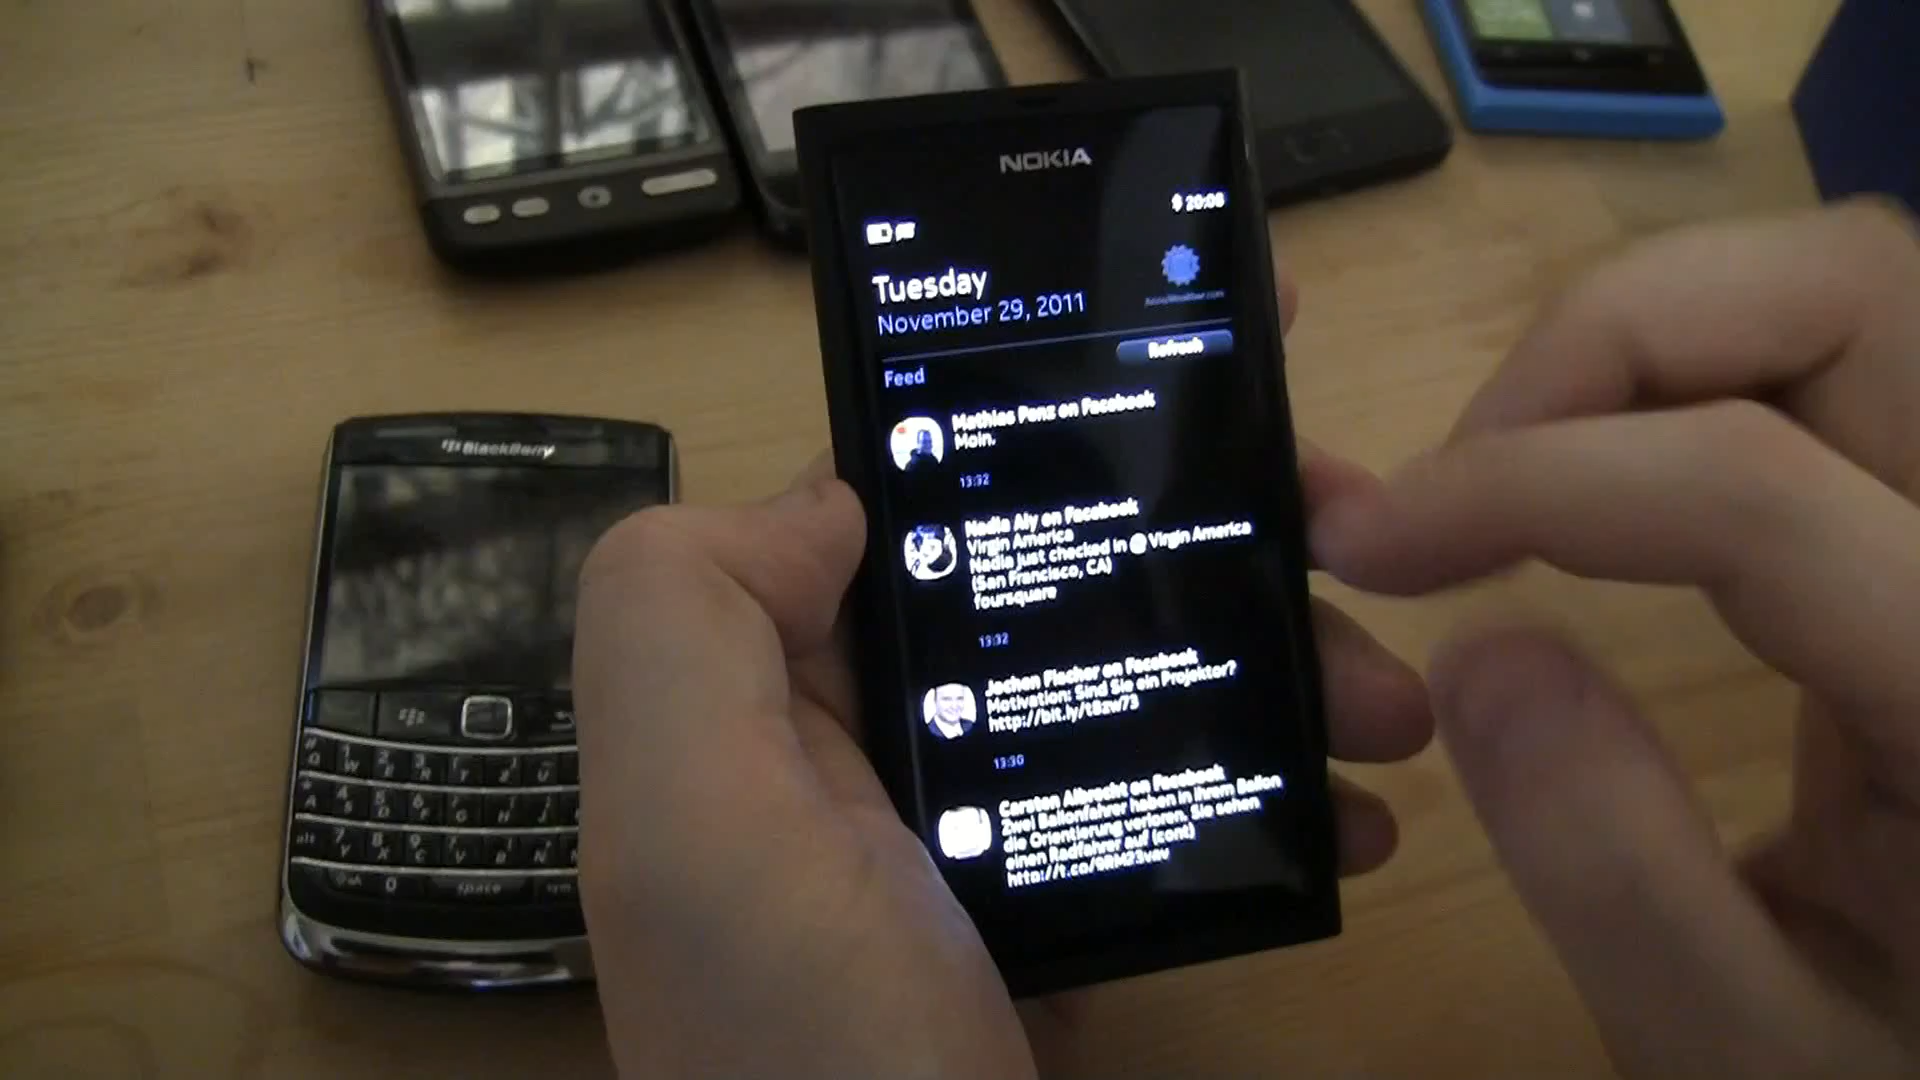 NOKIA
20:08
Tuesday
November 29, 2011
AccuWeather.com
Refresh
Feed
Mathias Penz on Facebook
Moin.
13:32
Nadia Aly on Facebook
Virgin America
Nadia just checked in @ Virgin America
(San Francisco, CA)
foursquare
13:32
Jochen Fischer on Facebook
Motivation: Sind Sie ein Projektor?
http://bit.ly/t8zw73
13:30
Carsten Albrecht on Facebook
Zwei Ballonfahrer haben in ihrem Ballon
die Orientierung verloren. Sie sehen
einen Radfahrer auf (cont)
BlackBerry
space